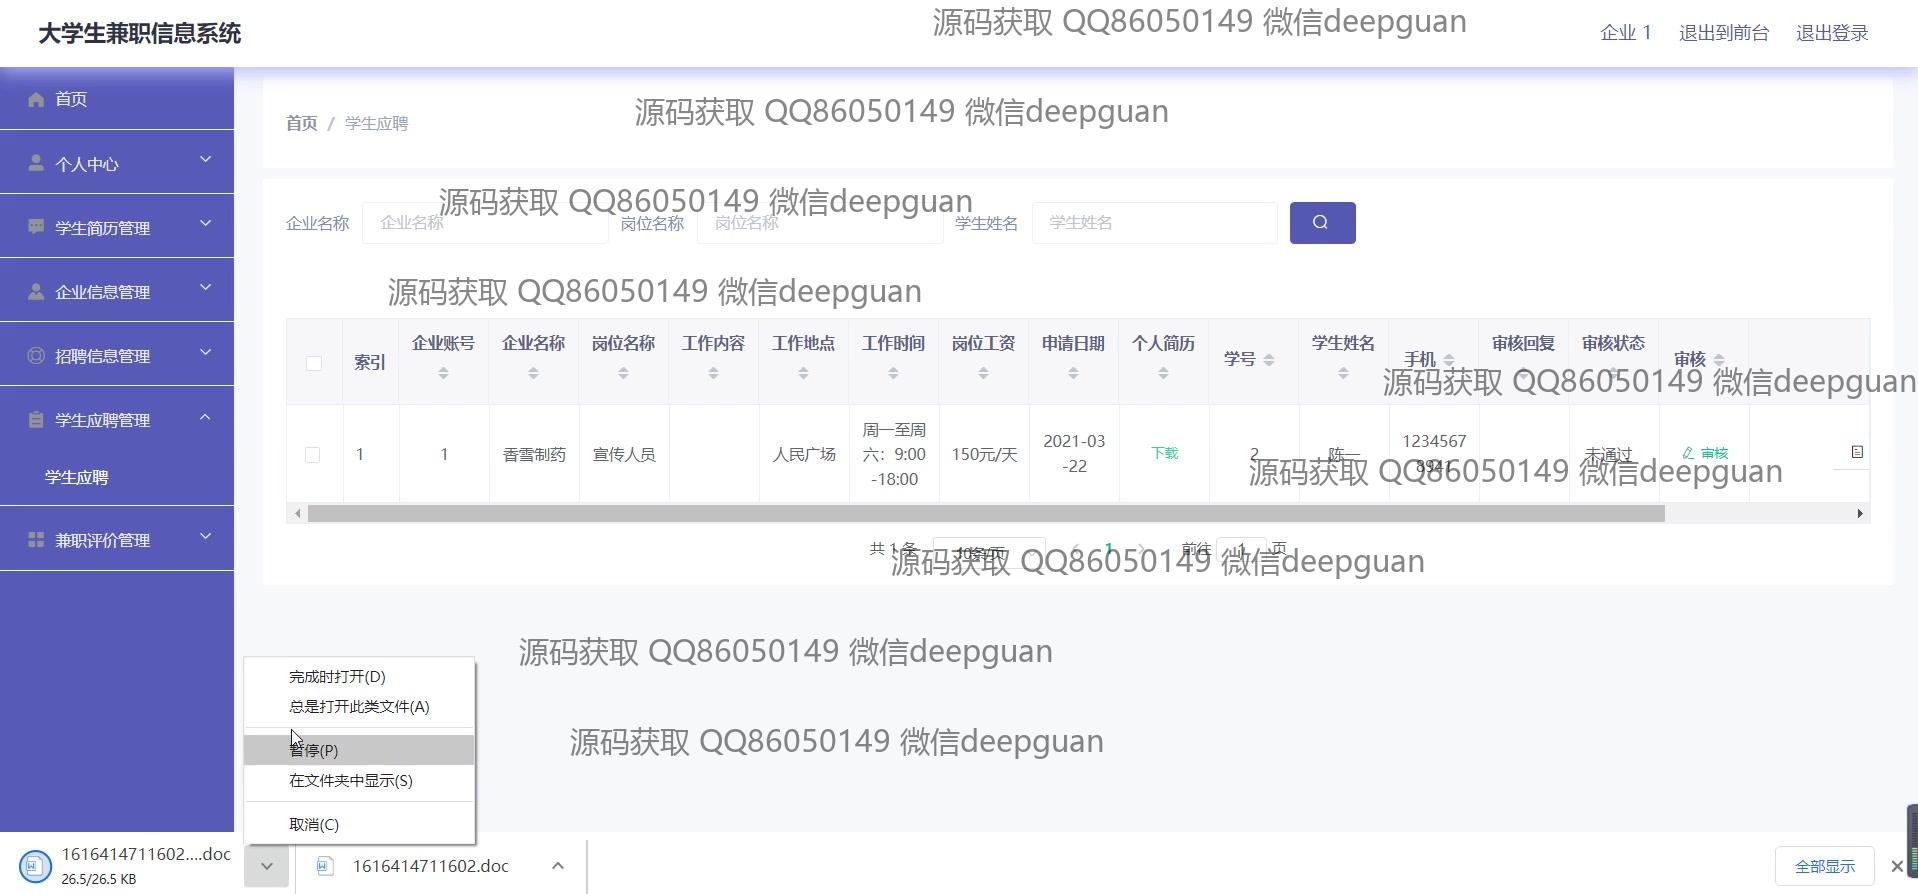 大学生兼职信息系统
源码获取 QQ86050149 微信deepguan
企业 1 退出到前台 退出登录
首页
个人中心
学生简历管理
企业信息管理
招聘信息管理
学生应聘管理
学生应聘
兼职评价管理
首页 / 学生应聘
源码获取 QQ86050149 微信deepguan
源码获取 QQ86050149 微信deepguan
企业名称 企业名称 岗位名称 岗位名称 学生姓名 学生姓名
源码获取 QQ86050149 微信deepguan
索引 企业账号 企业名称 岗位名称 工作内容 工作地点 工作时间 岗位工资 申请日期 个人简历 学号 学生姓名 手机 审核回复 审核状态 审核
源码获取 QQ86050149 微信deepguan
1 1 香雪制药 宣传人员 人民广场 周一至周六：9:00-18:00 150元/天 2021-03-22 下载 2 陈一 12345678941 未通过 审核
源码获取 QQ86050149 微信deepguan
共 1 条 10条/页 1 前往 1 页
源码获取 QQ86050149 微信deepguan
源码获取 QQ86050149 微信deepguan
源码获取 QQ86050149 微信deepguan
完成时打开(D)
总是打开此类文件(A)
暂停(P)
在文件夹中显示(S)
取消(C)
1616414711602....doc
26.5/26.5 KB
1616414711602.doc
全部显示